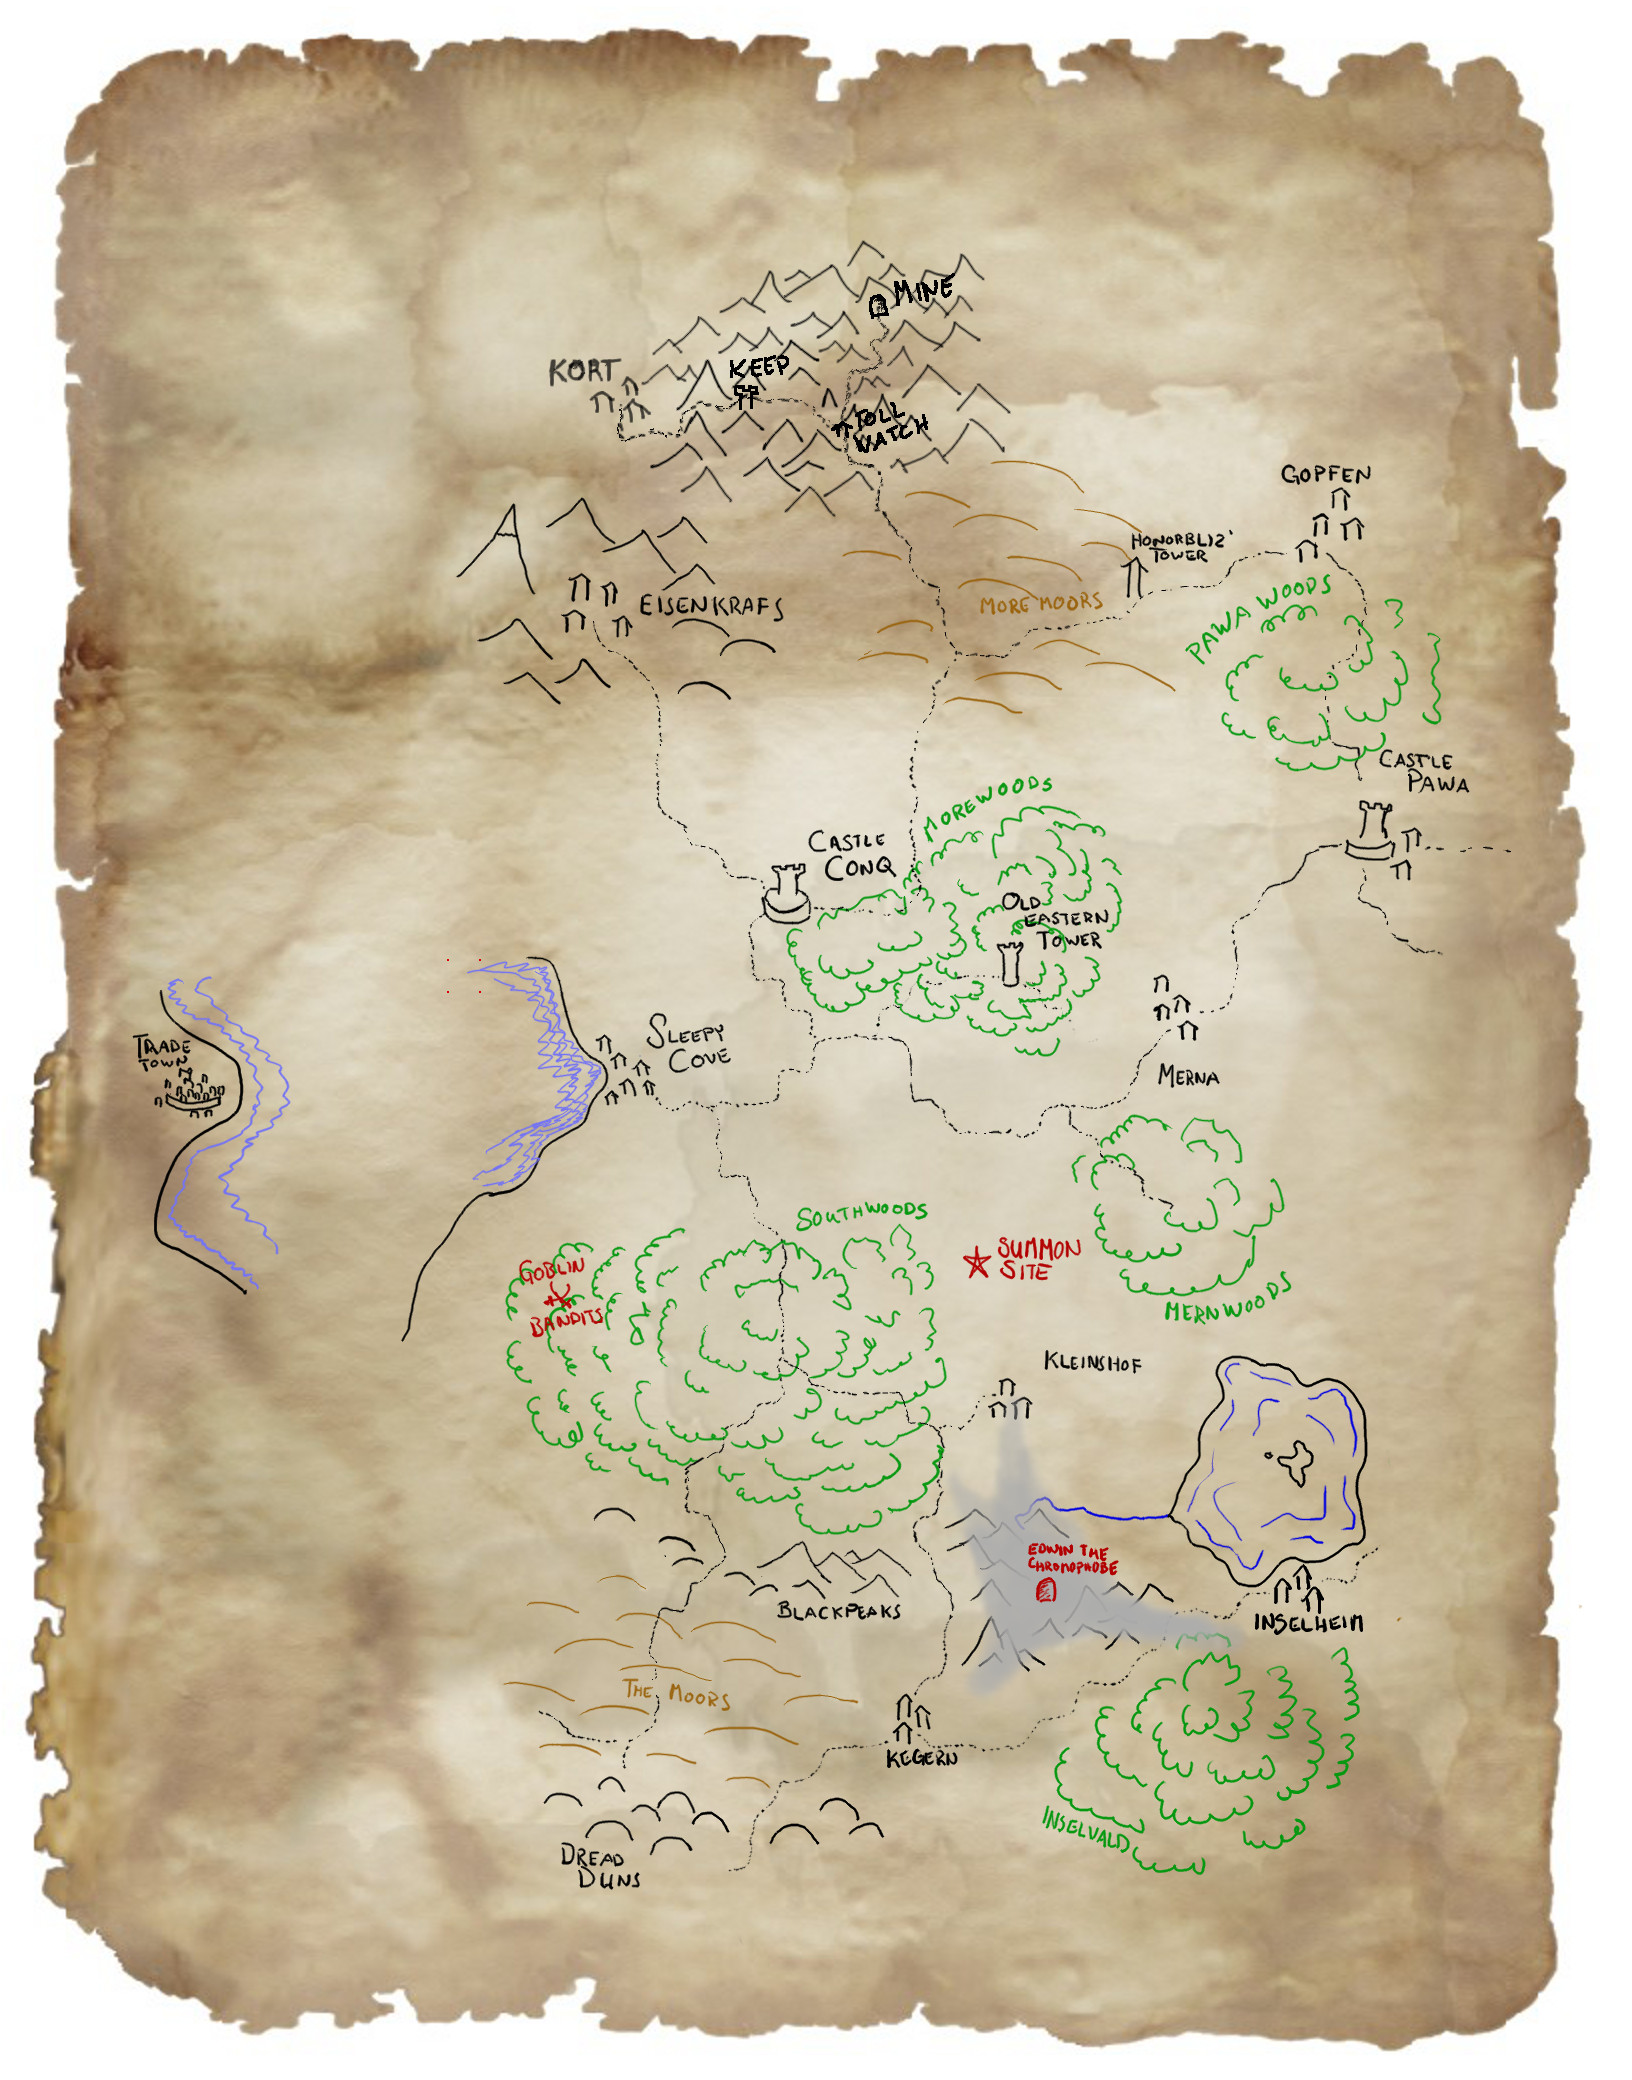 MINE
KORT
KEEP
TOLL
WATCH
GOPFEN
HONORBLIZ'
TOWER
EISENKRAFS
MORE MOORS
PAWA WOODS
CASTLE
PAWA
MOREWOODS
CASTLE
CONQ
OLD
EASTERN
TOWER
SLEEPY
COVE
TRADE
TOWN
MERNA
SOUTHWOODS
SUMMON
SITE
GOBLIN
BANDITS
MERNWOODS
KLEINSHOF
EDWIN THE
CHROMOPHOBE
BLACKPEAKS
INSELHEIM
THE MOORS
KEGERN
INSELVALD
DREAD
DUNS